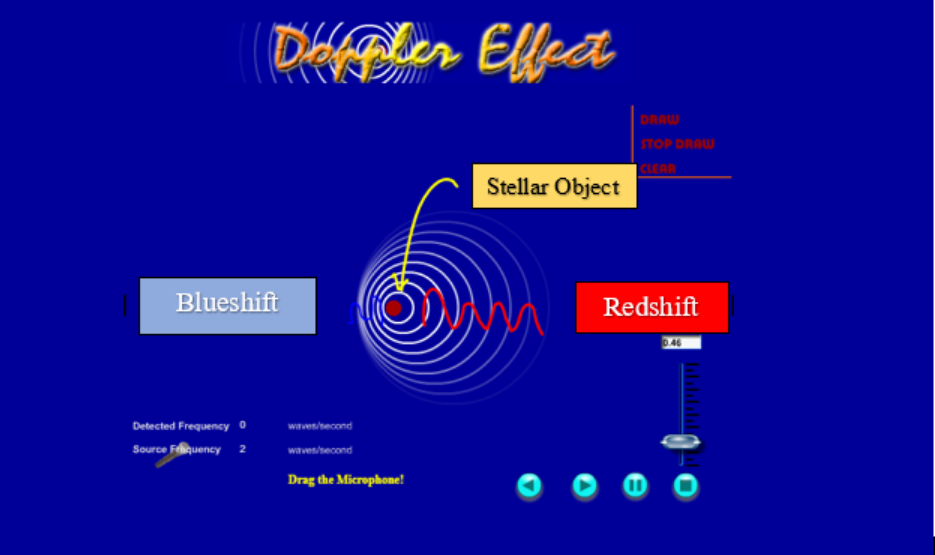 Doppler Effect
DRAW
STOP DRAW
CLEAR
Stellar Object
Blueshift
Redshift
0.46
Detected Frequency 0 waves/second
Source Frequency 2 waves/second
Drag the Microphone!